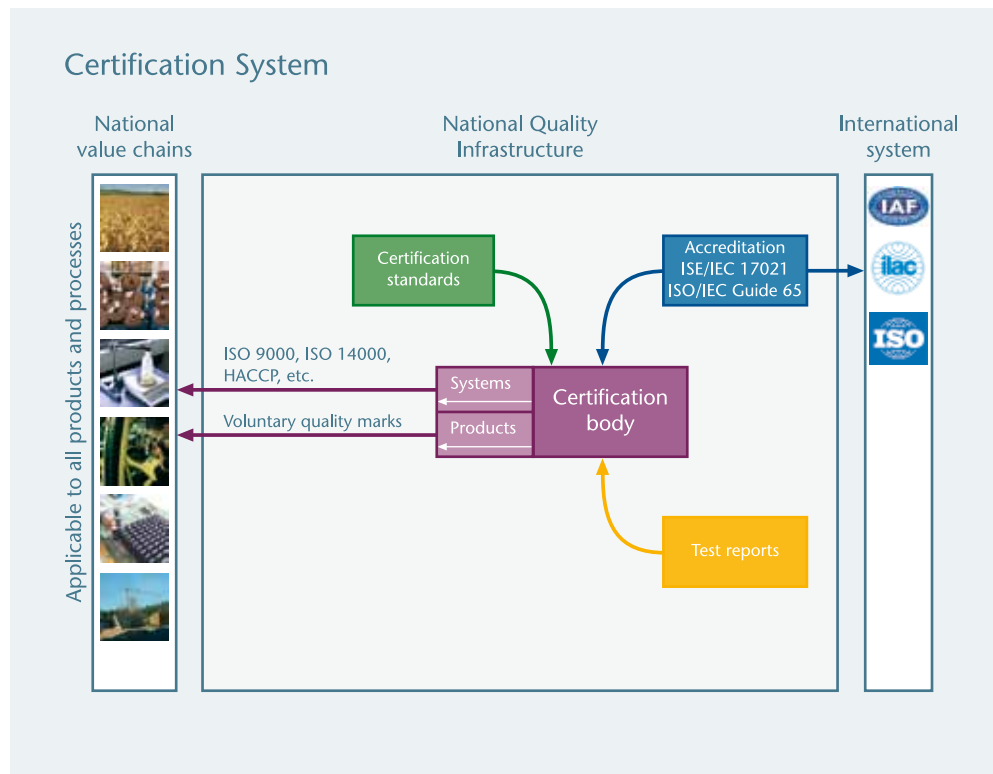 Certification System
National
value chains
National Quality
Infrastructure
International
system
Applicable to all products and processes
IAF
ilac
ISO
Certification
standards
Accreditation
ISE/IEC 17021
ISO/IEC Guide 65
ISO 9000, ISO 14000,
HACCP, etc.
Voluntary quality marks
Systems
Products
Certification
body
Test reports